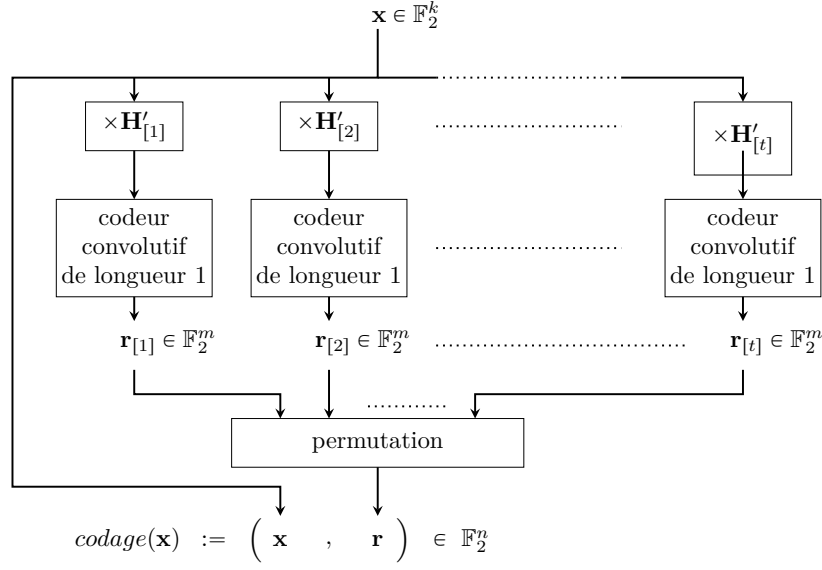 x ∈ 𝔽₂ᵏ
×H′[1] ×H′[2] ×H′[t]
codeur codeur codeur
convolutif convolutif convolutif
de longueur 1 de longueur 1 de longueur 1
r[1] ∈ 𝔽₂ᵐ r[2] ∈ 𝔽₂ᵐ r[t] ∈ 𝔽₂ᵐ
permutation
codage(x) := ( x , r ) ∈ 𝔽₂ⁿ